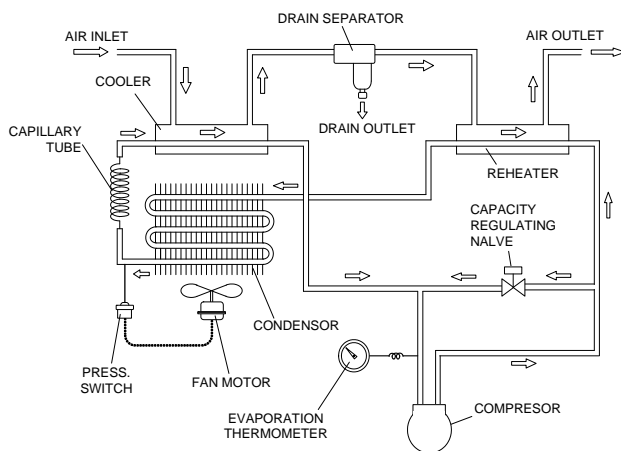 DRAIN SEPARATOR
AIR INLET
AIR OUTLET
COOLER
CAPILLARY
TUBE
DRAIN OUTLET
REHEATER
CAPACITY
REGULATING
NALVE
CONDENSOR
PRESS.
SWITCH
FAN MOTOR
EVAPORATION
THERMOMETER
COMPRESOR